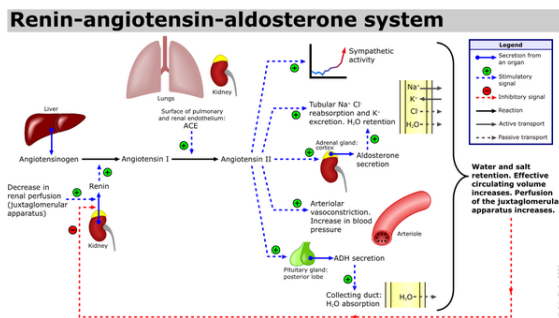 Renin-angiotensin-aldosterone system
Legend
Secretion from
an organ
Stimulatory
signal
Inhibitory signal
Reaction
Active transport
Passive transport
Liver
Lungs
Kidney
Surface of pulmonary
and renal endothelium:
ACE
Sympathetic
activity
Tubular Na⁺ Cl⁻
reabsorption and K⁺
excretion. H₂O retention
Na⁺
K⁺
Cl⁻
H₂O
Angiotensinogen
Angiotensin I
Angiotensin II
Adrenal gland:
cortex
Aldosterone
secretion
Kidney
Decrease in
renal perfusion
(juxtaglomerular
apparatus)
Renin
Kidney
Arteriolar
vasoconstriction.
Increase in blood
pressure
Arteriole
Water and salt
retention. Effective
circulating volume
increases. Perfusion
of the juxtaglomerular
apparatus increases.
Pituitary gland:
posterior lobe
ADH secretion
Collecting duct:
H₂O absorption
H₂O